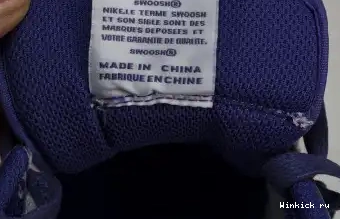 SWOOSH®
NIKE, LE TERME SWOOSH
ET SON SIBLE SONT DES
MARQUES DEPOSEES ET
VOTRE GARANTIE DE QUALITE.
SWOOSH®
MADE IN CHINA
FABRIQUE EN CHINE
Winkick.ru